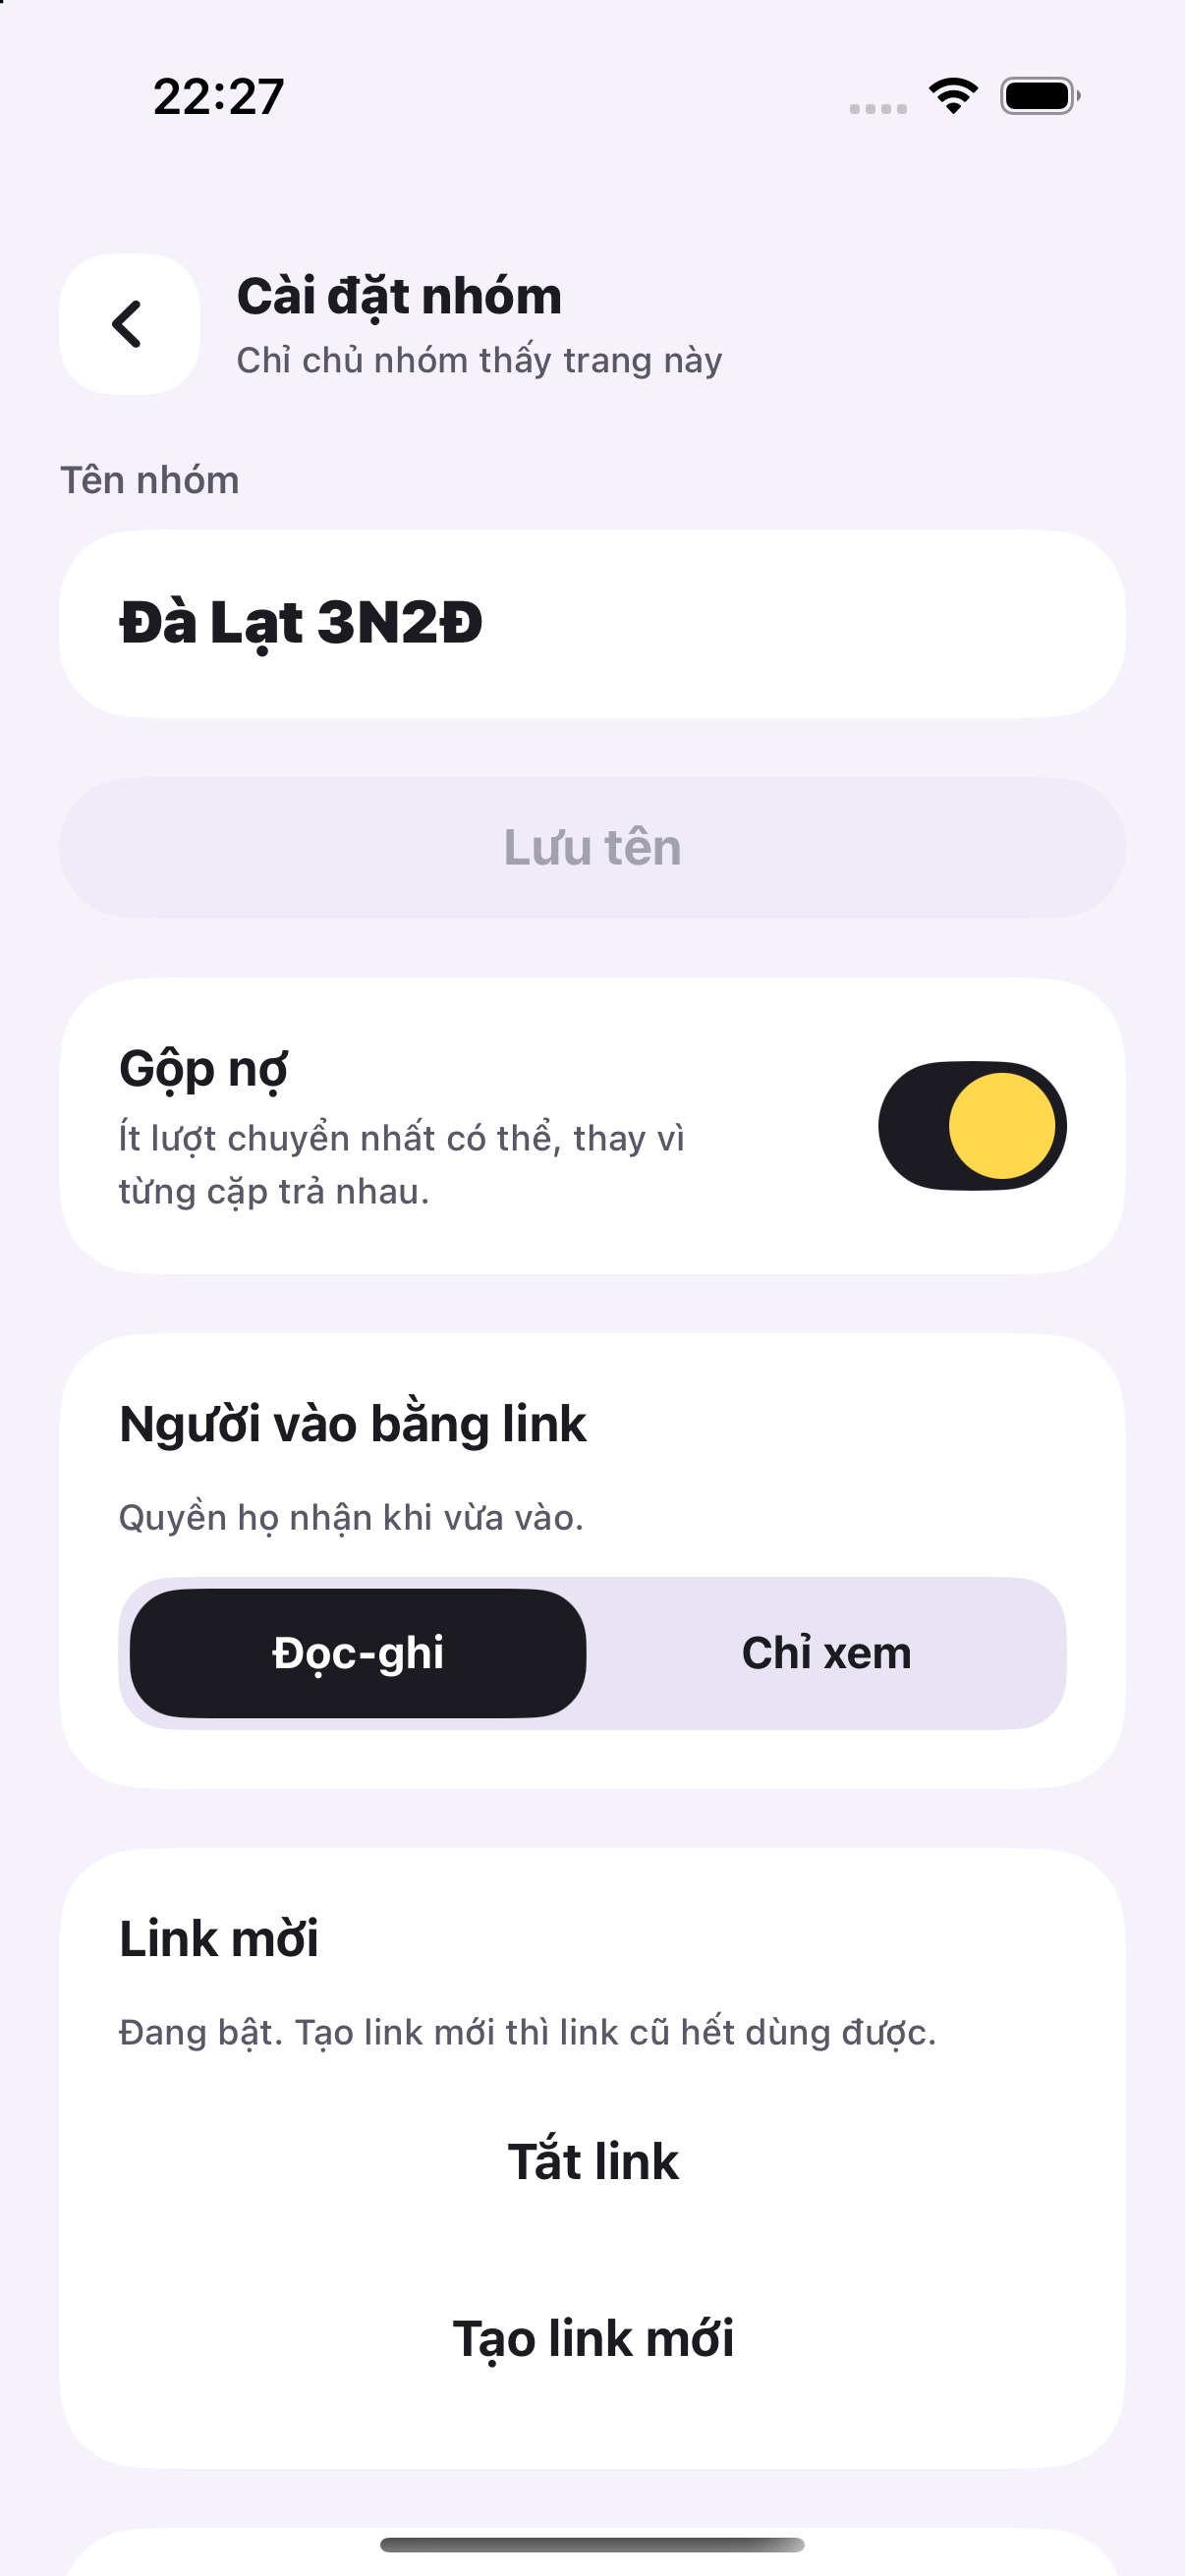 22:27
Cài đặt nhóm
Chỉ chủ nhóm thấy trang này
Tên nhóm
Đà Lạt 3N2Đ
Lưu tên
Gộp nợ
Ít lượt chuyển nhất có thể, thay vì
từng cặp trả nhau.
Người vào bằng link
Quyền họ nhận khi vừa vào.
Đọc-ghi
Chỉ xem
Link mời
Đang bật. Tạo link mới thì link cũ hết dùng được.
Tắt link
Tạo link mới